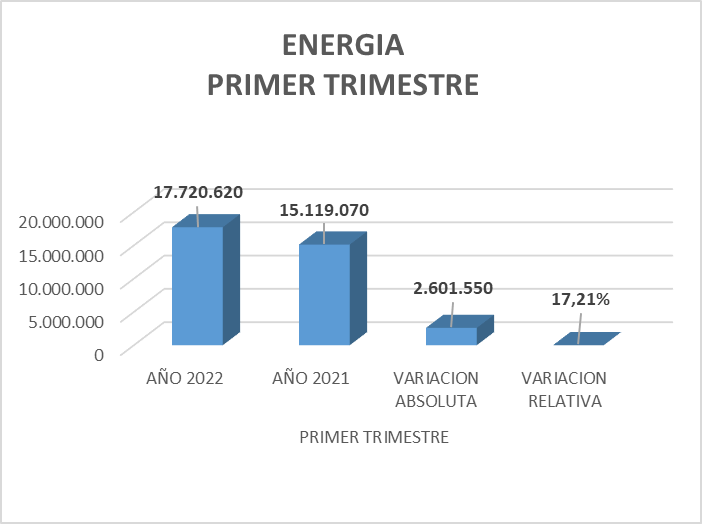 ENERGIA
PRIMER TRIMESTRE
17.720.620
15.119.070
2.601.550
17,21%
20.000.000
15.000.000
10.000.000
5.000.000
0
AÑO 2022
AÑO 2021
VARIACION
ABSOLUTA
VARIACION
RELATIVA
PRIMER TRIMESTRE